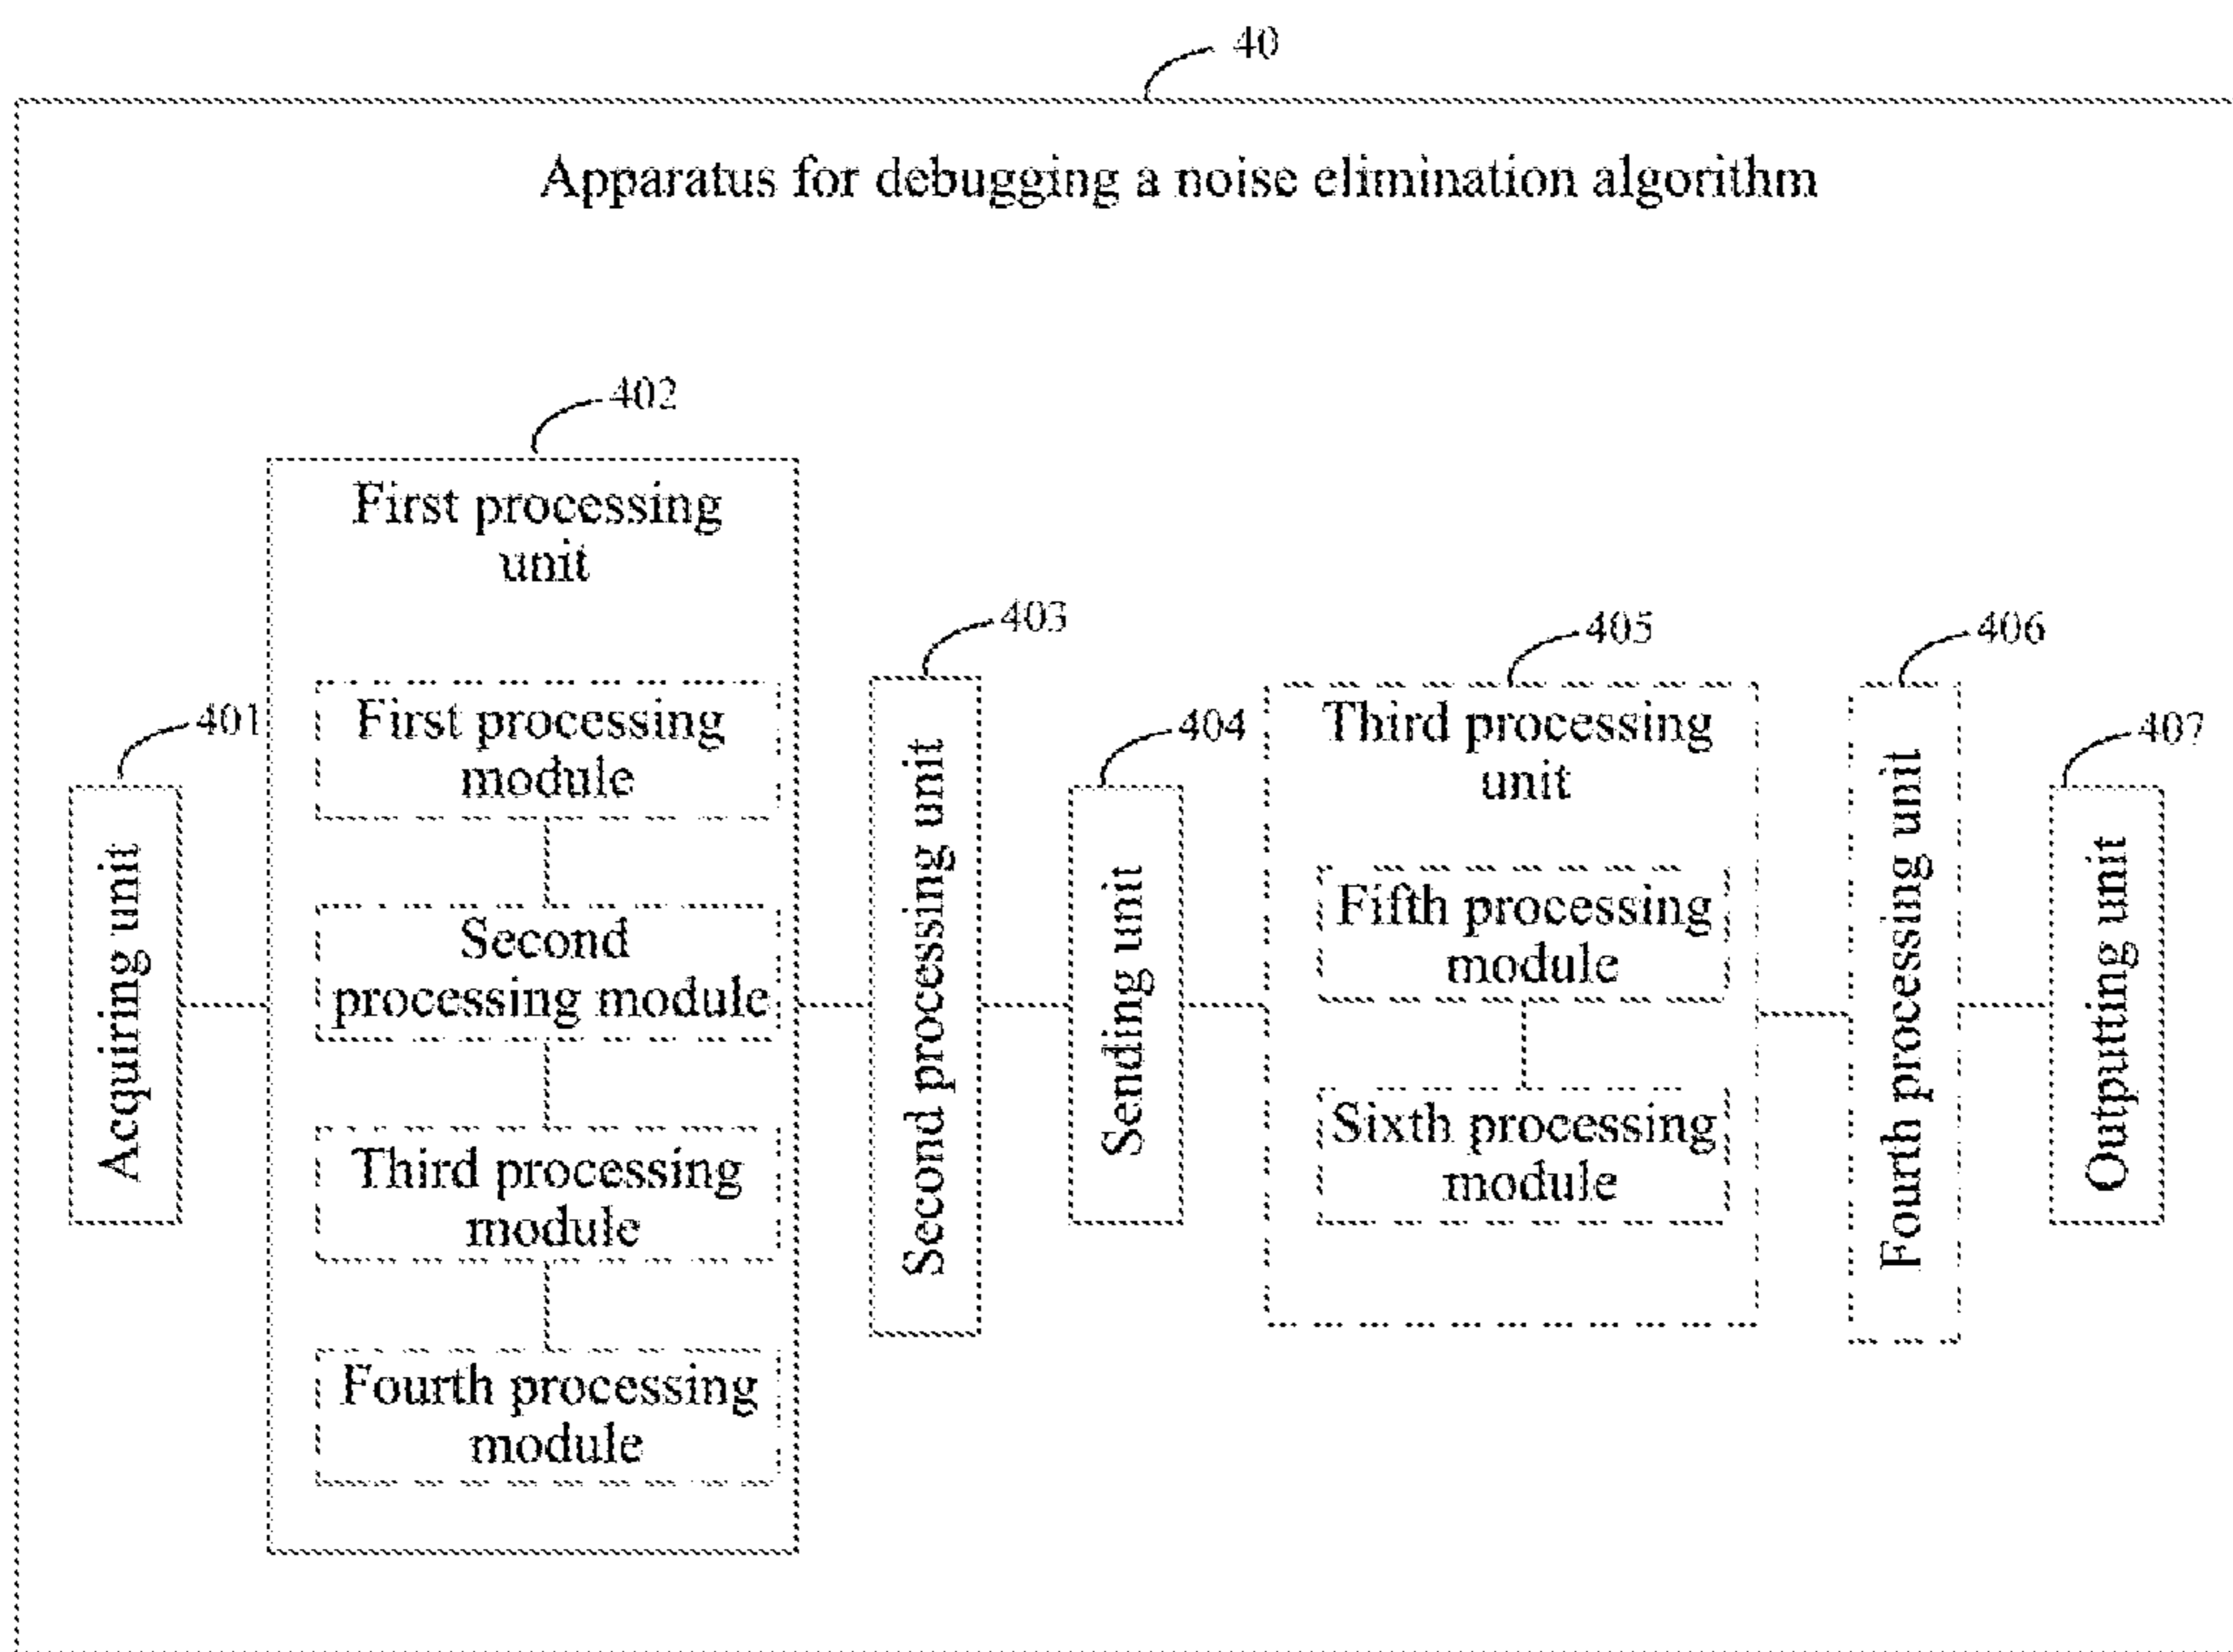 40
Apparatus for debugging a noise elimination algorithm
402
First processing
unit
First processing
module
Second
processing module
Third processing
module
Fourth processing
module
401
Acquiring unit
403
Second processing unit
404
Sending unit
405
Third processing
unit
Fifth processing
module
Sixth processing
module
406
Fourth processing unit
407
Outputting unit